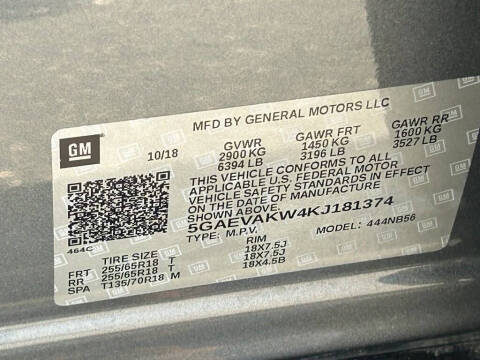 MFD BY GENERAL MOTORS LLC
GM
10/18
GVWR GAWR FRT GAWR RR
2900 KG 1450 KG 1600 KG
6394 LB 3196 LB 3527 LB
THIS VEHICLE CONFORMS TO ALL
APPLICABLE U.S. FEDERAL MOTOR
VEHICLE SAFETY STANDARDS IN EFFECT
ON THE DATE OF MANUFACTURE
5GAEVAKW4KJ181374
TYPE: M.P.V. MODEL: 444NB56
464C
TIRE SIZE RIM
FRT 255/65R18 T 18X7.5J
RR 255/65R18 T 18X7.5J
T135/70R18 M 18X4.5B